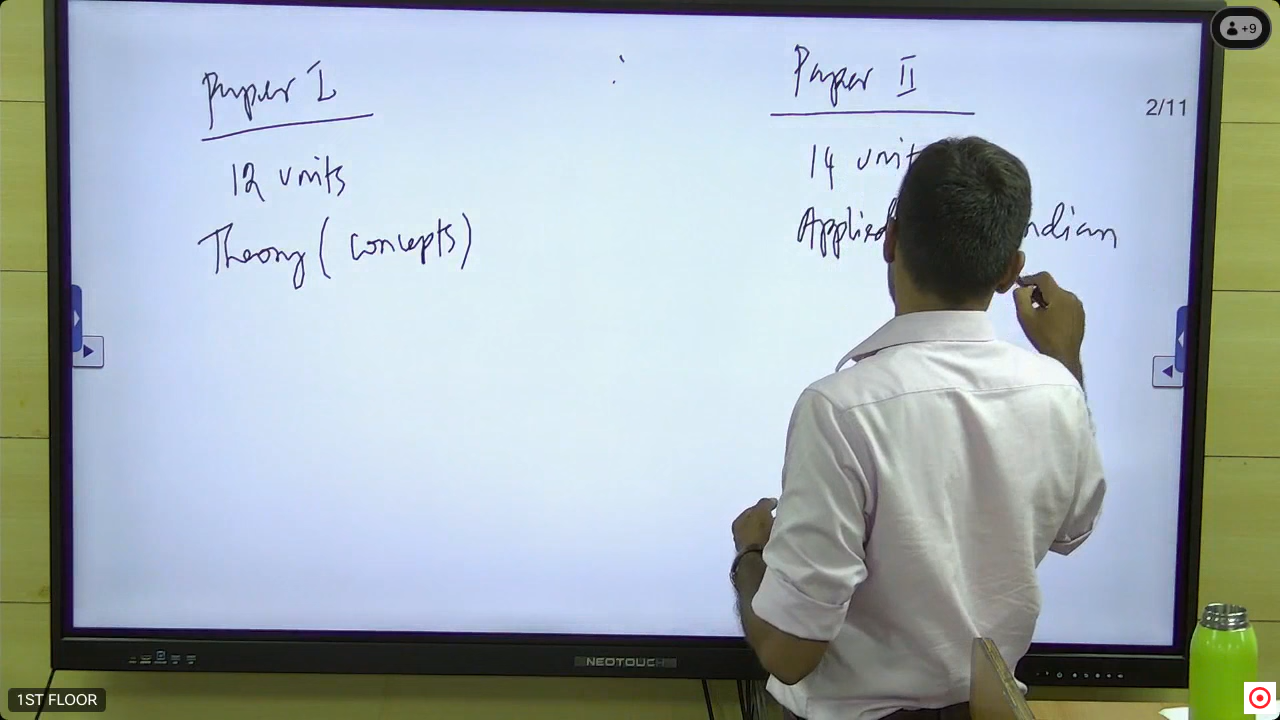 Paper I : Paper II
12 units
14 unit
Theory (concepts)
Applied ndian
2/11
+9
NEOTOUCH
1ST FLOOR